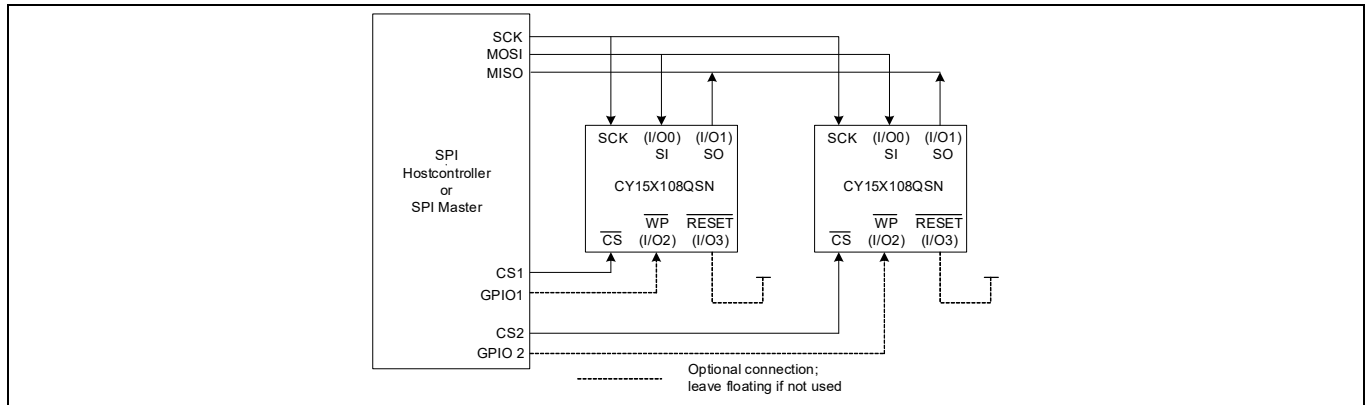 SCK
MOSI
MISO
SPI
Hostcontroller
or
SPI Master
CS1
GPIO1
CS2
GPIO 2
SCK (I/O0) (I/O1)
SI SO
CY15X108QSN
WP RESET
CS (I/O2) (I/O3)
SCK (I/O0) (I/O1)
SI SO
CY15X108QSN
WP RESET
CS (I/O2) (I/O3)
Optional connection;
leave floating if not used